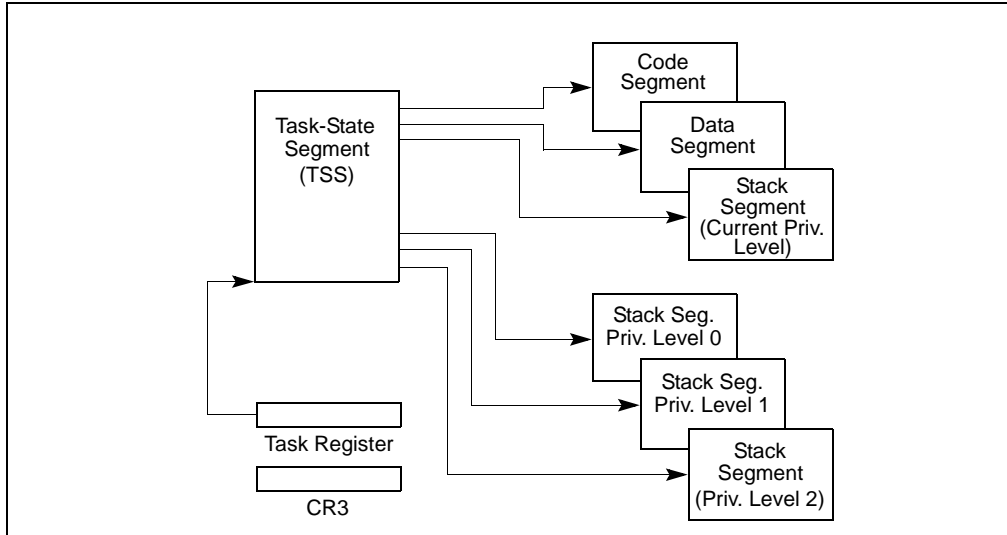 Task-State
Segment
(TSS)
Code
Segment
Data
Segment
Stack
Segment
(Current Priv.
Level)
Stack Seg.
Priv. Level 0
Stack Seg.
Priv. Level 1
Stack
Segment
(Priv. Level 2)
Task Register
CR3